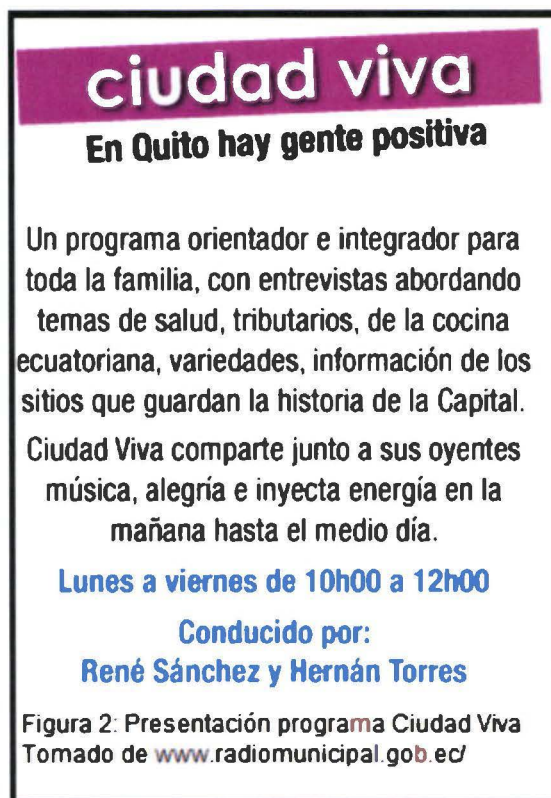 ciudad viva
En Quito hay gente positiva
Un programa orientador e integrador para
toda la familia, con entrevistas abordando
temas de salud, tributarios, de la cocina
ecuatoriana, variedades, información de los
sitios que guardan la historia de la Capital.
Ciudad Viva comparte junto a sus oyentes
música, alegría e inyecta energía en la
mañana hasta el medio día.
Lunes a viernes de 10h00 a 12h00
Conducido por:
René Sánchez y Hernán Torres
Figura 2: Presentación programa Ciudad Viva
Tomado de www.radiomunicipal.gob.ec/